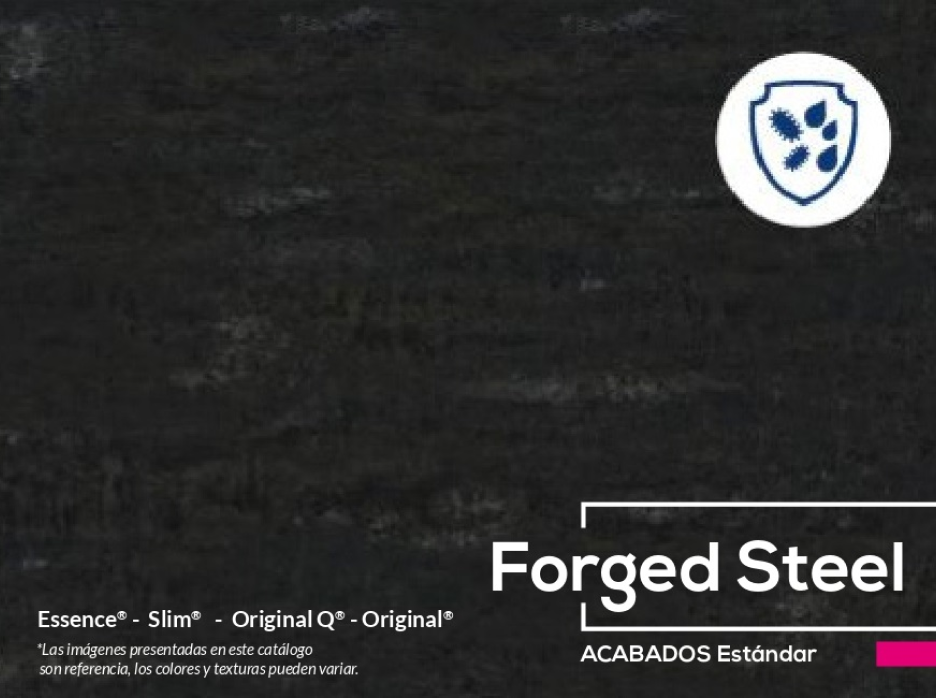 Forged Steel
ACABADOS Estándar
Essence® - Slim® - Original Q® - Original®
*Las imágenes presentadas en este catálogo
son referencia, los colores y texturas pueden variar.